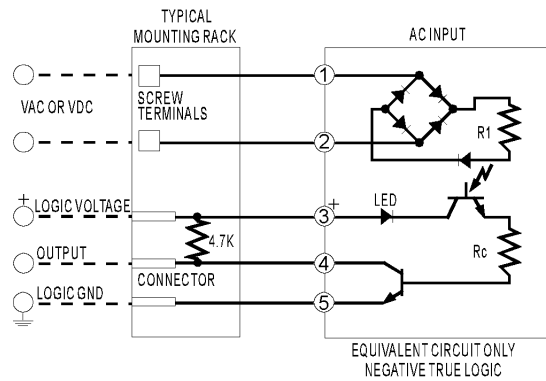 TYPICAL
MOUNTING RACK
AC INPUT
1
VAC OR VDC
SCREW
TERMINALS
R1
2
+
LOGIC VOLTAGE
+
3
LED
4.7K
OUTPUT
4
Rc
CONNECTOR
LOGIC GND
5
EQUIVALENT CIRCUIT ONLY
NEGATIVE TRUE LOGIC